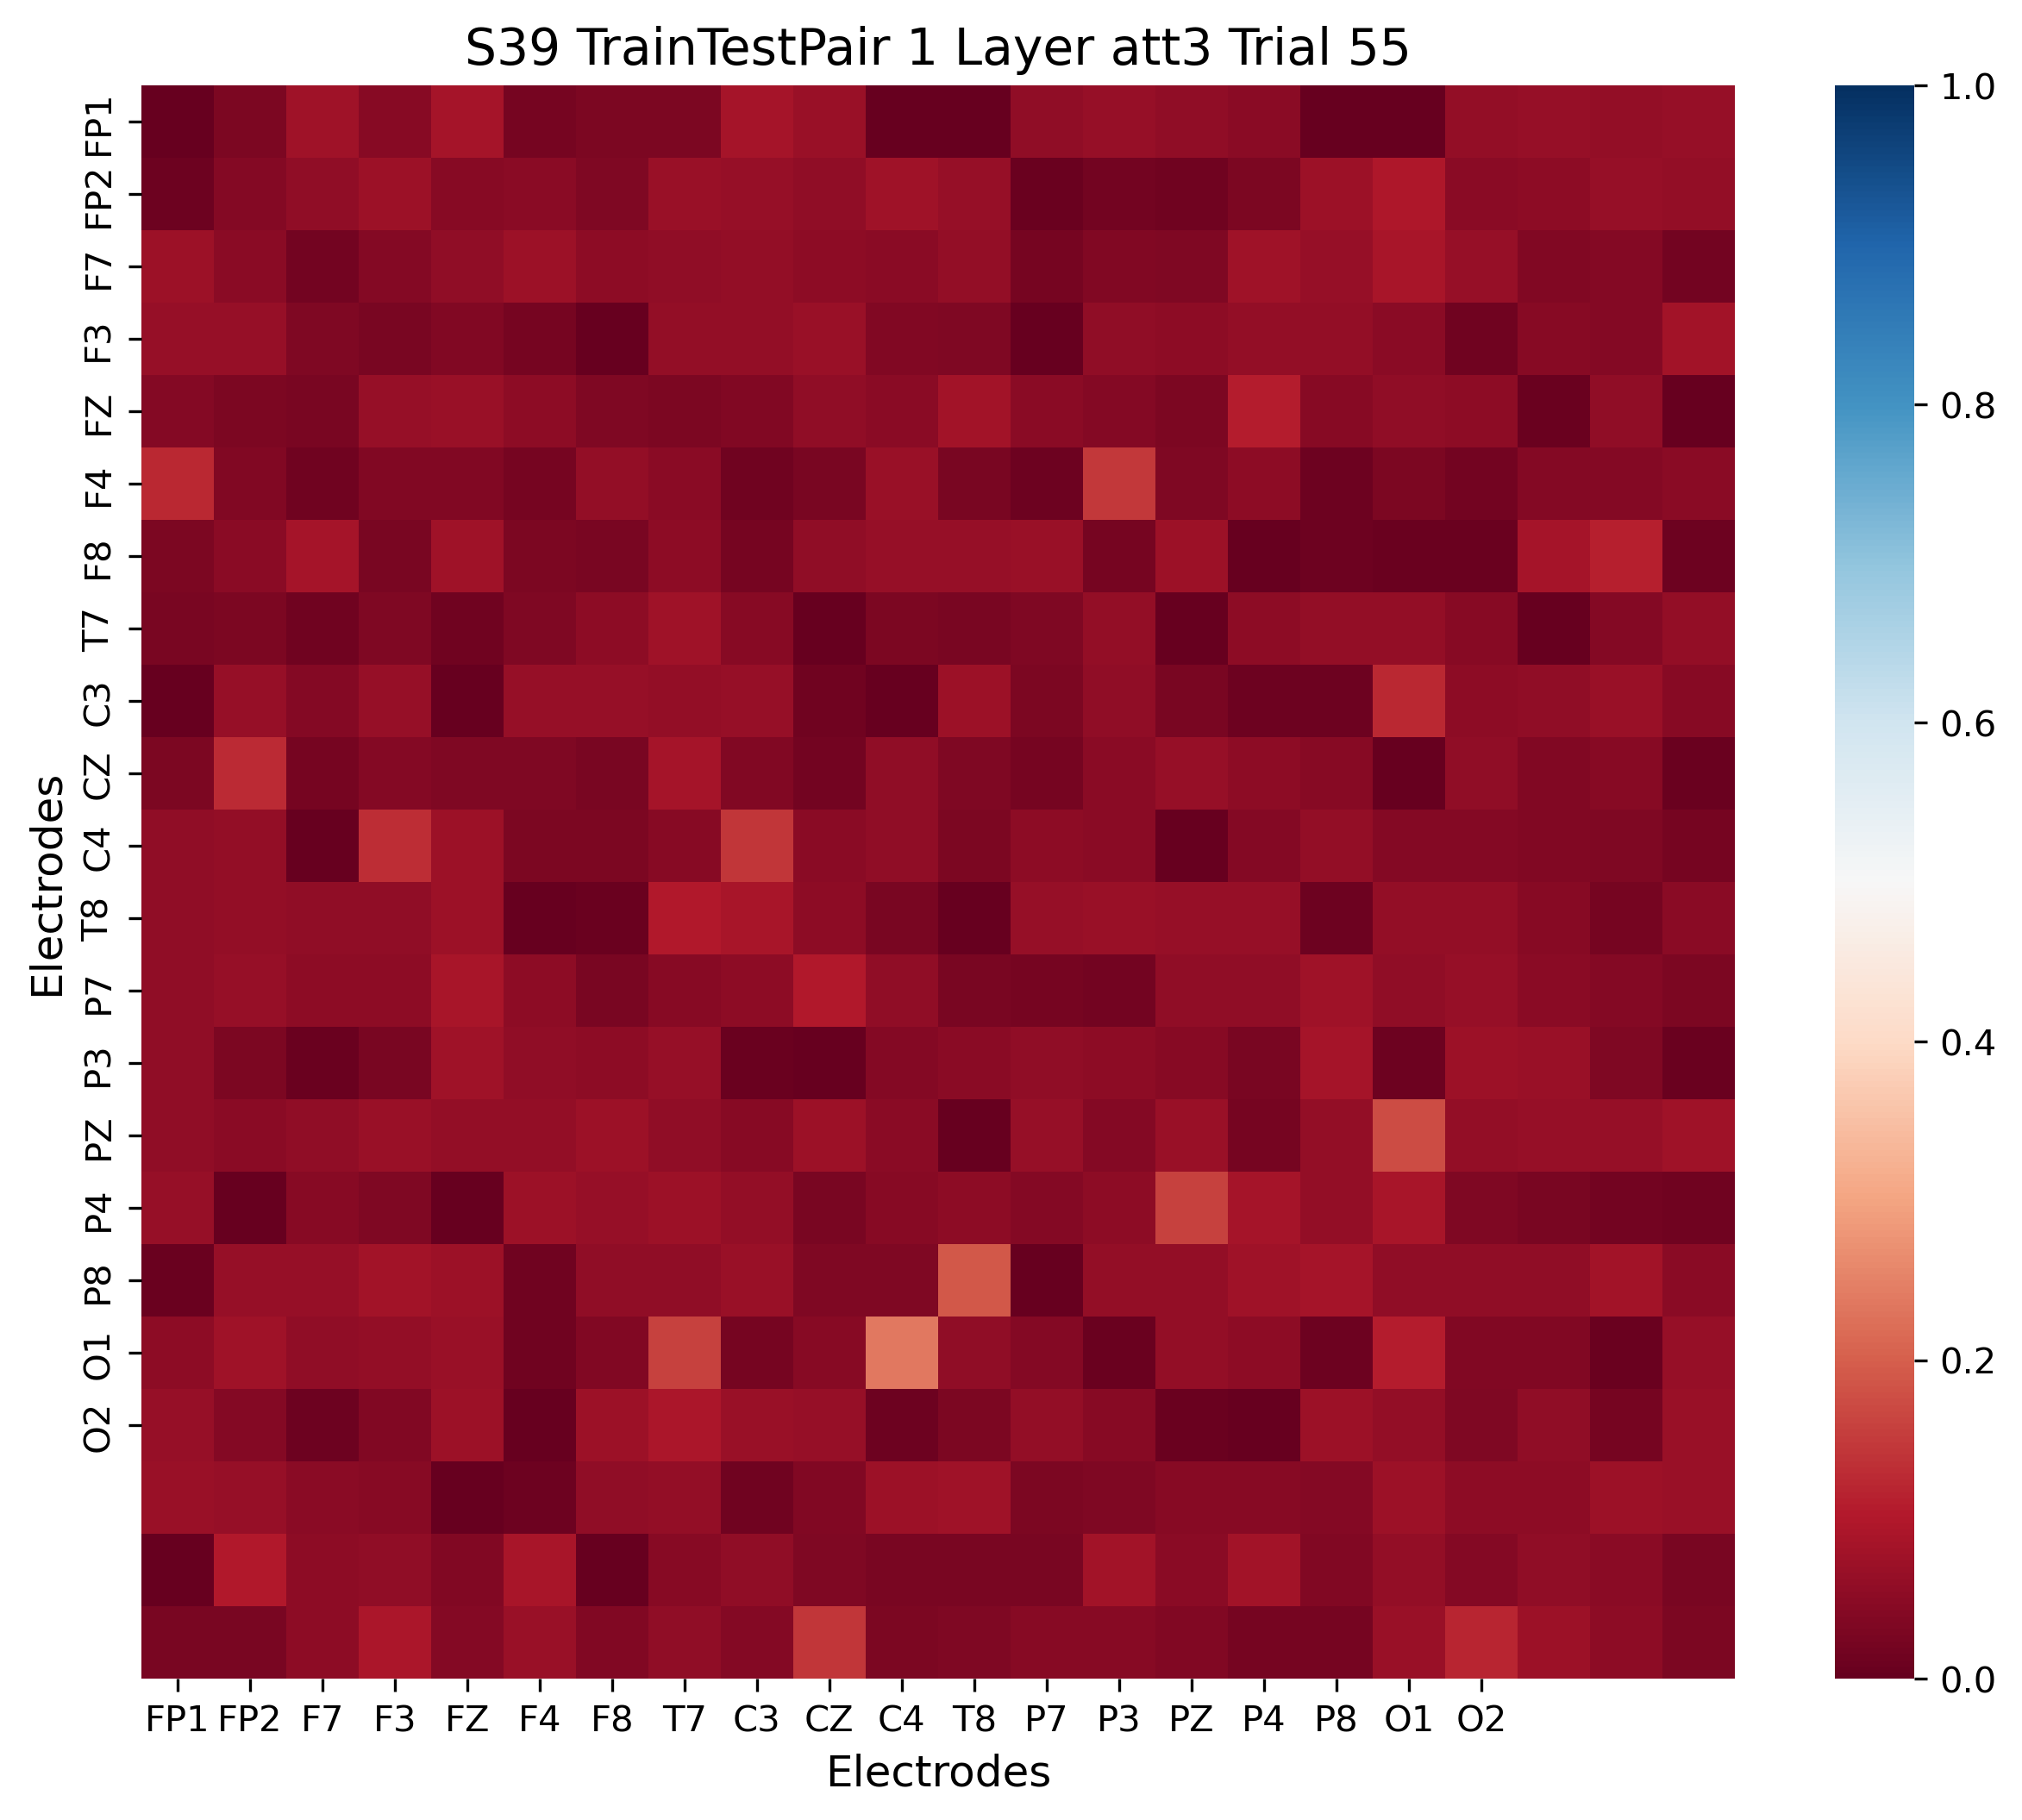 S39 TrainTestPair 1 Layer att3 Trial 55
Electrodes
FP1
FP2
F7
F3
FZ
F4
F8
T7
C3
CZ
C4
T8
P7
P3
PZ
P4
P8
O1
O2
FP1 FP2 F7 F3 FZ F4 F8 T7 C3 CZ C4 T8 P7 P3 PZ P4 P8 O1 O2
Electrodes
1.0
0.8
0.6
0.4
0.2
0.0